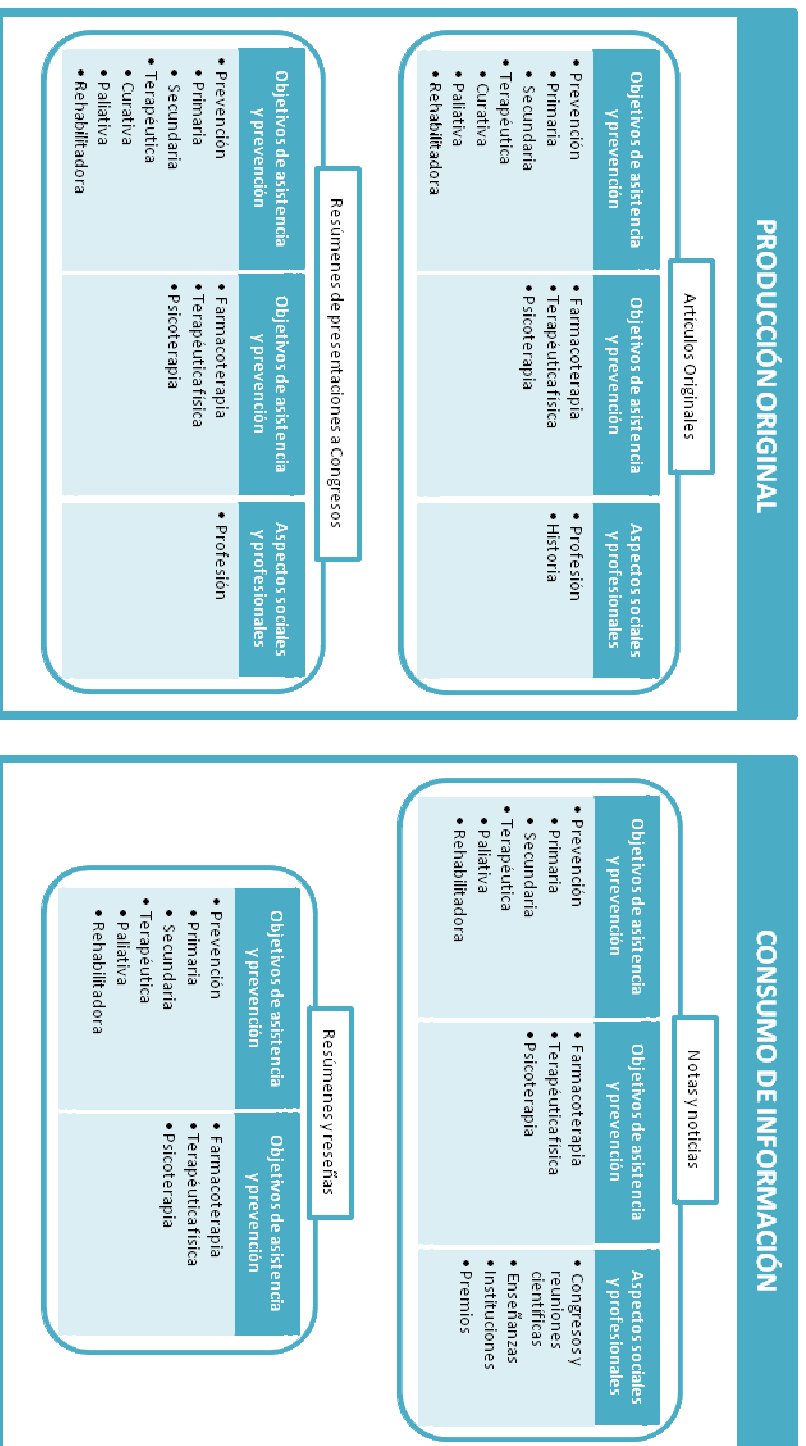 PRODUCCIÓN ORIGINAL
Artículos Originales
Objetivos de asistencia
y prevención
• Prevención
• Primaria
• Secundaria
• Terapéutica
• Curativa
• Paliativa
• Rehabilitadora
Objetivos de asistencia
y prevención
• Farmacoterapia
• Terapéutica física
• Psicoterapia
Aspectos sociales
y profesionales
• Profesión
• Historia
Resúmenes de presentaciones a Congresos
Objetivos de asistencia
y prevención
• Prevención
• Primaria
• Secundaria
• Terapéutica
• Curativa
• Paliativa
• Rehabilitadora
Objetivos de asistencia
y prevención
• Farmacoterapia
• Terapéutica física
• Psicoterapia
Aspectos sociales
y profesionales
• Profesión
CONSUMO DE INFORMACIÓN
Notas y noticias
Objetivos de asistencia
y prevención
• Prevención
• Primaria
• Secundaria
• Terapéutica
• Paliativa
• Rehabilitadora
Objetivos de asistencia
y prevención
• Farmacoterapia
• Terapéutica física
• Psicoterapia
Aspectos sociales
y profesionales
• Congresos y
reuniones
científicas
• Enseñanzas
• Instituciones
• Premios
Resúmenes y reseñas
Objetivos de asistencia
y prevención
• Prevención
• Primaria
• Secundaria
• Terapéutica
• Paliativa
• Rehabilitadora
Objetivos de asistencia
y prevención
• Farmacoterapia
• Terapéutica física
• Psicoterapia